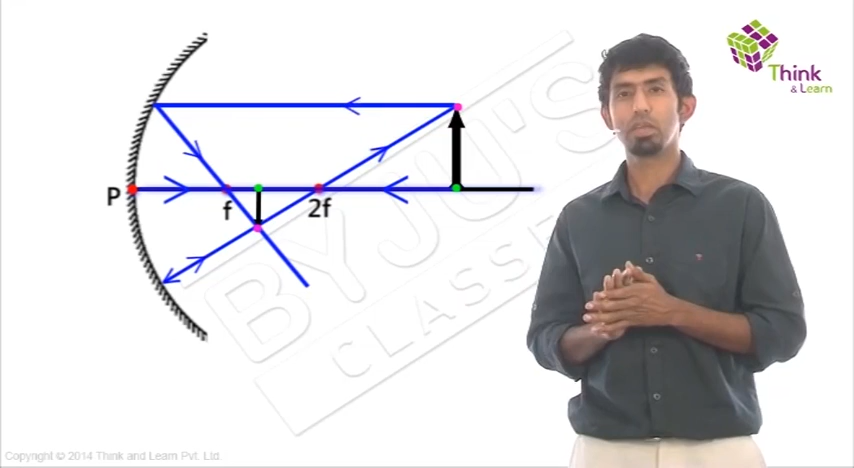 Think
& Learn
P
f
2f
BYJU'S
CLASSES
Copyright © 2014 Think and Learn Pvt. Ltd.